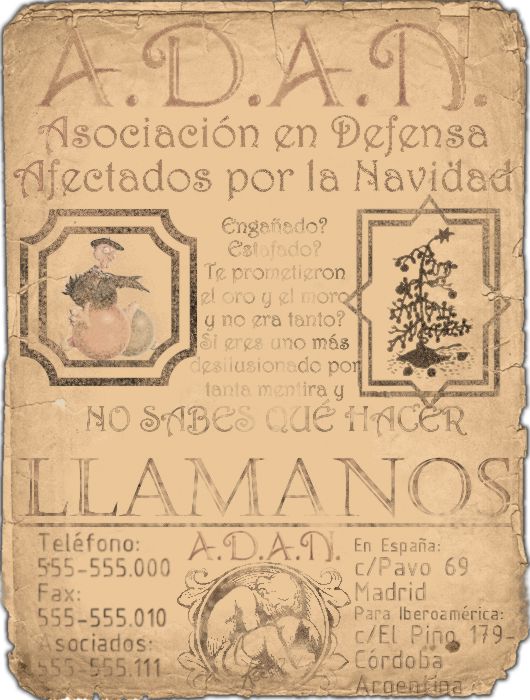 A.D.A.N.
Asociación en Defensa
Afectados por la Navidad
Engañado?
Estafado?
Te prometieron
el oro y el moro
y no era tanto?
Si eres uno más
desilusionado por
tanta mentira y
NO SABES QUÉ HACER
LLAMANOS
Teléfono:
555-555.000
Fax:
555-555.010
Asociados:
555-555.111
A.D.A.N.
En España:
c/Pavo 69
Madrid
Para Iberoamérica:
c/El Pino 179-
Córdoba
Argentina